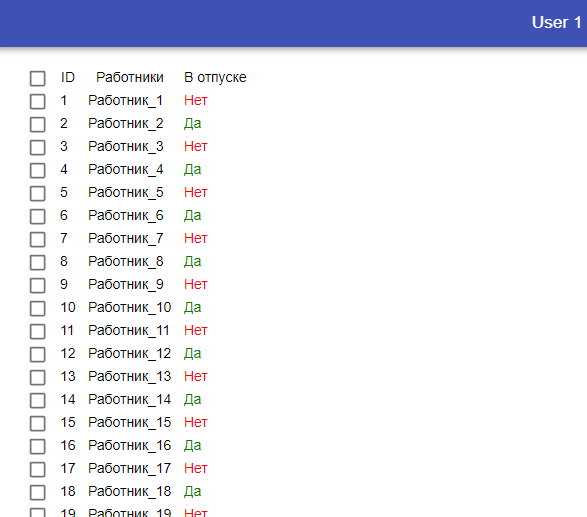 User 1
ID Работники В отпуске
1 Работник_1 Нет
2 Работник_2 Да
3 Работник_3 Нет
4 Работник_4 Да
5 Работник_5 Нет
6 Работник_6 Да
7 Работник_7 Нет
8 Работник_8 Да
9 Работник_9 Нет
10 Работник_10 Да
11 Работник_11 Нет
12 Работник_12 Да
13 Работник_13 Нет
14 Работник_14 Да
15 Работник_15 Нет
16 Работник_16 Да
17 Работник_17 Нет
18 Работник_18 Да
19 Работник_19 Нет